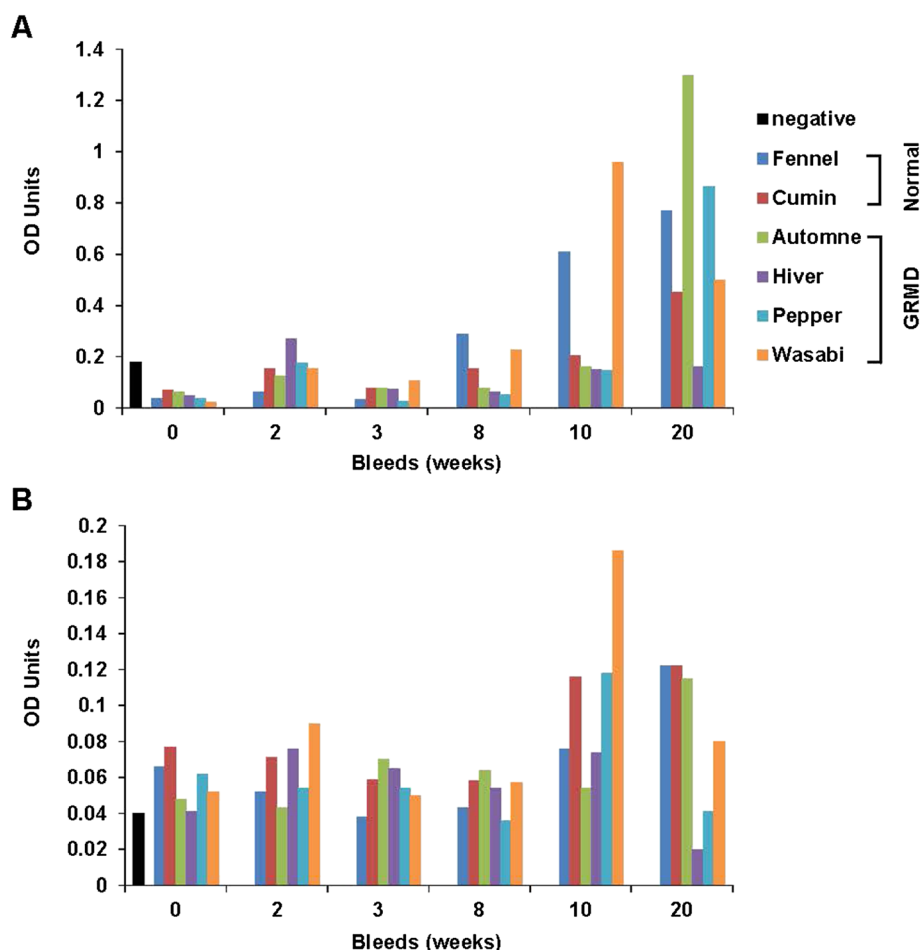 A
1.4
1.2
1
0.8
0.6
0.4
0.2
0
OD Units
0 2 3 8 10 20
Bleeds (weeks)
negative
Fennel
Cumin
Automne
Hiver
Pepper
Wasabi
Normal
GRMD
B
0.2
0.18
0.16
0.14
0.12
0.1
0.08
0.06
0.04
0.02
0
OD Units
0 2 3 8 10 20
Bleeds (weeks)